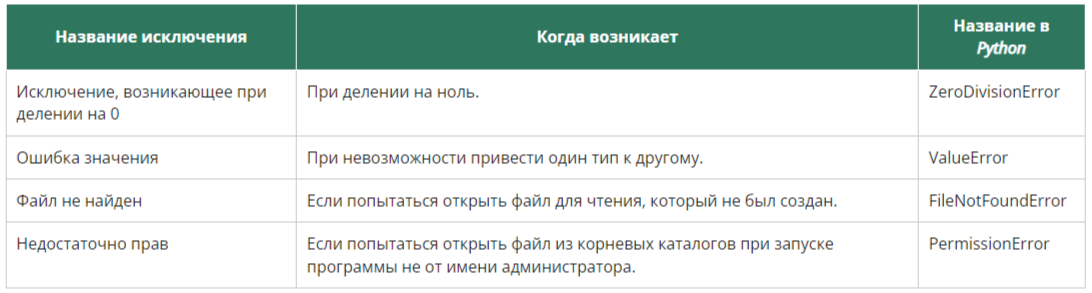 Название исключения
Когда возникает
Название в
Python
Исключение, возникающее при
делении на 0
При делении на ноль.
ZeroDivisionError
Ошибка значения
При невозможности привести один тип к другому.
ValueError
Файл не найден
Если попытаться открыть файл для чтения, который не был создан.
FileNotFoundError
Недостаточно прав
Если попытаться открыть файл из корневых каталогов при запуске
программы не от имени администратора.
PermissionError